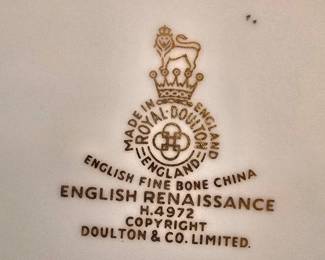 MADE IN ENGLAND
ROYAL·DOULTON
ENGLAND
ENGLISH FINE BONE CHINA
ENGLISH RENAISSANCE
H.4972
COPYRIGHT
DOULTON & CO. LIMITED.